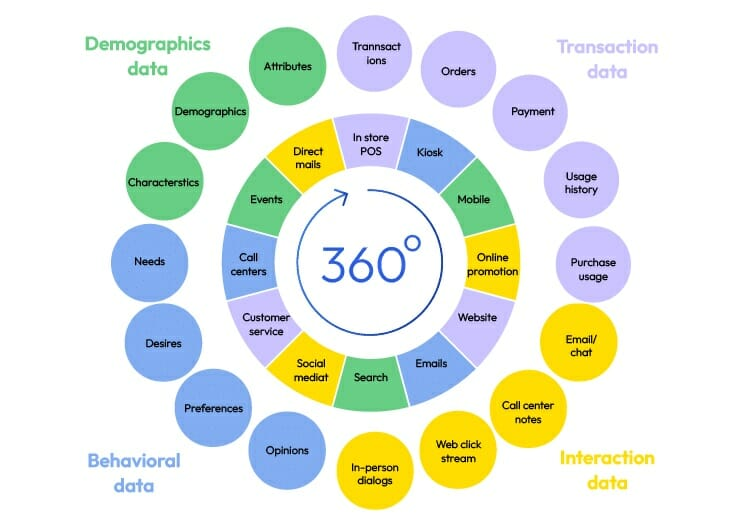 Demographics
data
Transaction
data
Attributes
Trannsact
ions
Orders
Demographics
Payment
Characterstics
Usage
history
Needs
Purchase
usage
Desires
Email/
chat
Preferences
Call center
notes
Opinions
Web click
stream
In-person
dialogs
Behavioral
data
Interaction
data
In store
POS
Kiosk
Mobile
Online
promotion
Website
Emails
Search
Social
mediat
Customer
service
Call
centers
Events
Direct
mails
360°